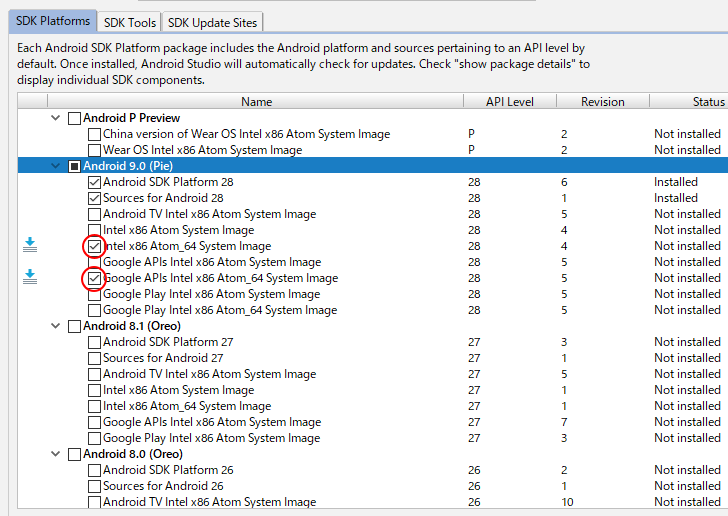 SDK Platforms SDK Tools SDK Update Sites
Each Android SDK Platform package includes the Android platform and sources pertaining to an API level by
default. Once installed, Android Studio will automatically check for updates. Check "show package details" to
display individual SDK components.
Name API Level Revision Status
Android P Preview
China version of Wear OS Intel x86 Atom System Image P 2 Not installed
Wear OS Intel x86 Atom System Image P 2 Not installed
Android 9.0 (Pie)
Android SDK Platform 28 28 6 Installed
Sources for Android 28 28 1 Installed
Android TV Intel x86 Atom System Image 28 5 Not installed
Intel x86 Atom System Image 28 4 Not installed
Intel x86 Atom_64 System Image 28 4 Not installed
Google APIs Intel x86 Atom System Image 28 5 Not installed
Google APIs Intel x86 Atom_64 System Image 28 5 Not installed
Google Play Intel x86 Atom System Image 28 5 Not installed
Google Play Intel x86 Atom_64 System Image 28 5 Not installed
Android 8.1 (Oreo)
Android SDK Platform 27 27 3 Not installed
Sources for Android 27 27 1 Not installed
Android TV Intel x86 Atom System Image 27 5 Not installed
Intel x86 Atom System Image 27 1 Not installed
Intel x86 Atom_64 System Image 27 1 Not installed
Google APIs Intel x86 Atom System Image 27 7 Not installed
Google Play Intel x86 Atom System Image 27 3 Not installed
Android 8.0 (Oreo)
Android SDK Platform 26 26 2 Not installed
Sources for Android 26 26 1 Not installed
Android TV Intel x86 Atom System Image 26 10 Not installed